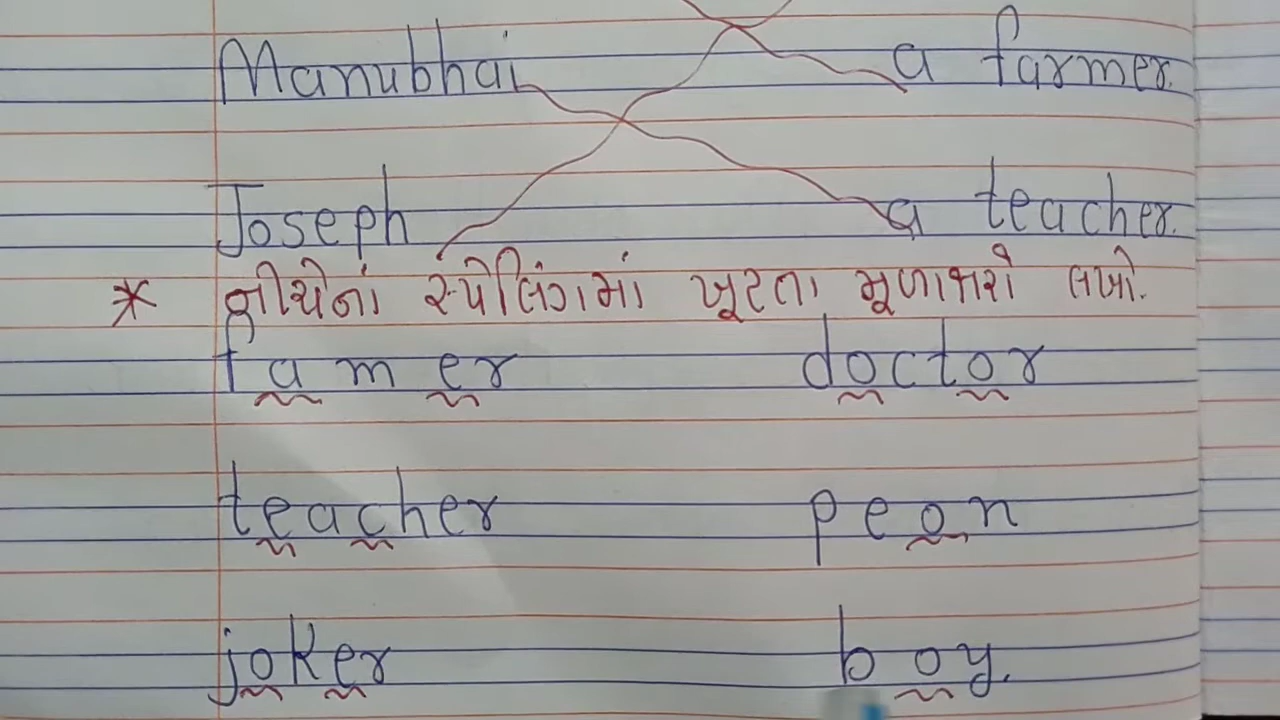 Manubhai a farmer.
Joseph a teacher.
* નીચેનાં સ્પેલિંગમાં ખૂટતા મૂળાક્ષરો લખો.
famer doctor
teacher peon
joker boy.